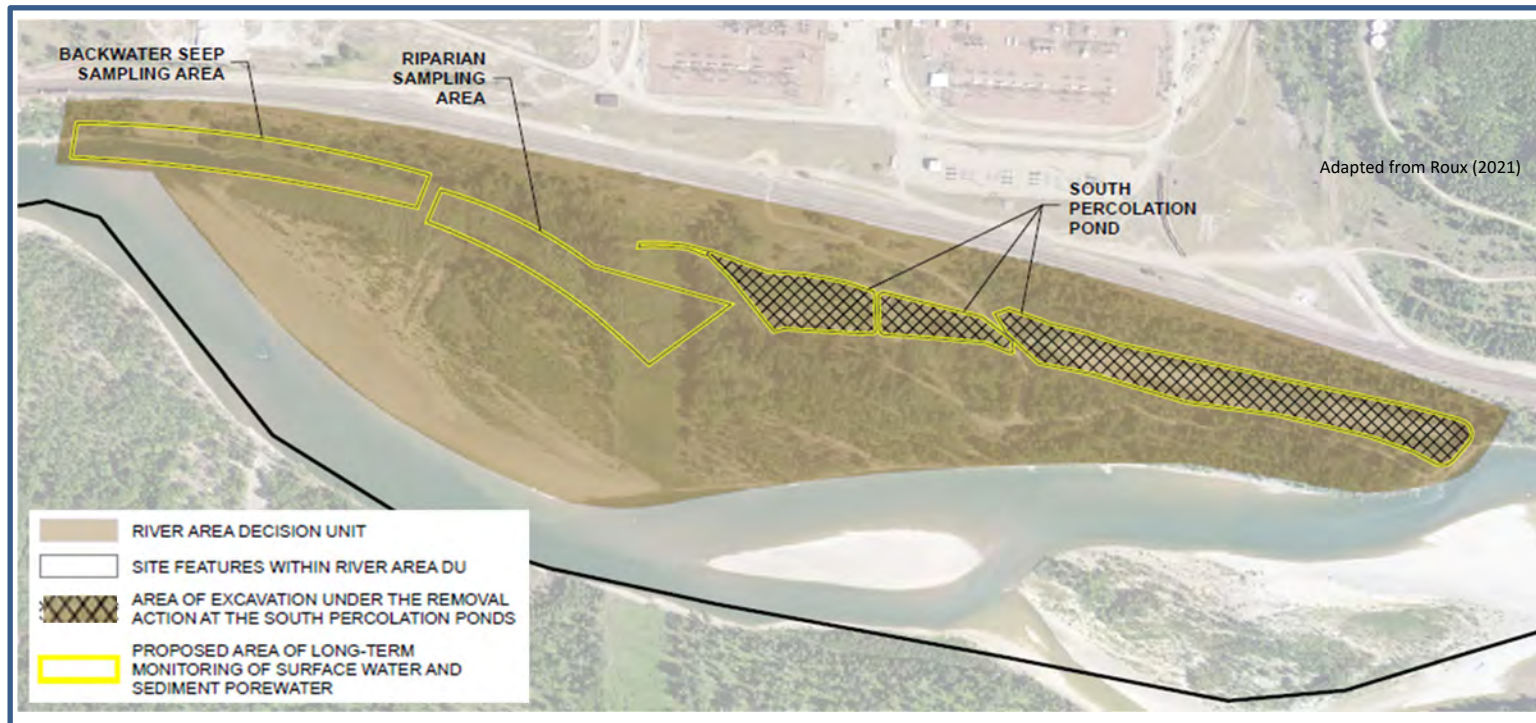 BACKWATER SEEP
SAMPLING AREA
RIPARIAN
SAMPLING
AREA
Adapted from Roux (2021)
SOUTH
PERCOLATION
POND
RIVER AREA DECISION UNIT
SITE FEATURES WITHIN RIVER AREA DU
AREA OF EXCAVATION UNDER THE REMOVAL
ACTION AT THE SOUTH PERCOLATION PONDS
PROPOSED AREA OF LONG-TERM
MONITORING OF SURFACE WATER AND
SEDIMENT POREWATER